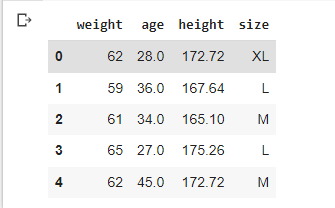 weight age height size
0 62 28.0 172.72 XL
1 59 36.0 167.64 L
2 61 34.0 165.10 M
3 65 27.0 175.26 L
4 62 45.0 172.72 M